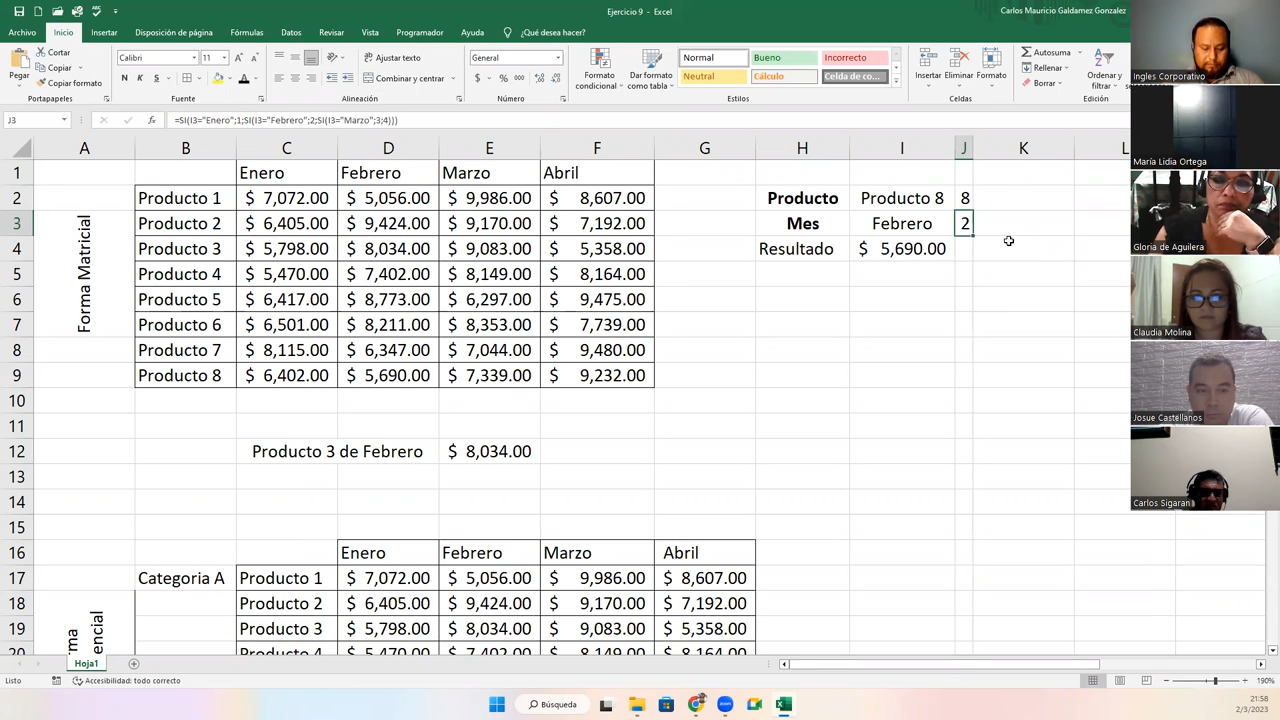 Ejercicio 9 - Excel
Carlos Mauricio Galdamez Gonzalez
Archivo Inicio Insertar Disposición de página Fórmulas Datos Revisar Vista Programador Ayuda ¿Qué desea hacer?
Pegar
Cortar
Copiar
Copiar formato
Portapapeles
Calibri 11
N K S
Fuente
Ajustar texto
Combinar y centrar
Alineación
General
$ % 000
Número
Formato condicional
Dar formato como tabla
Normal Bueno Incorrecto
Neutral Cálculo Celda de co...
Estilos
Insertar Eliminar Formato
Celdas
Autosuma
Rellenar
Borrar
Ordenar y filtrar
Edición
J3 fx =SI(I3="Enero";1;SI(I3="Febrero";2;SI(I3="Marzo";3;4)))
A B C D E F G H I J K L
1 Enero Febrero Marzo Abril
2 Producto 1 $ 7,072.00 $ 5,056.00 $ 9,986.00 $ 8,607.00 Producto Producto 8 8
3 Producto 2 $ 6,405.00 $ 9,424.00 $ 9,170.00 $ 7,192.00 Mes Febrero 2
4 Producto 3 $ 5,798.00 $ 8,034.00 $ 9,083.00 $ 5,358.00 Resultado $ 5,690.00
5 Producto 4 $ 5,470.00 $ 7,402.00 $ 8,149.00 $ 8,164.00
6 Producto 5 $ 6,417.00 $ 8,773.00 $ 6,297.00 $ 9,475.00
7 Producto 6 $ 6,501.00 $ 8,211.00 $ 8,353.00 $ 7,739.00
8 Producto 7 $ 8,115.00 $ 6,347.00 $ 7,044.00 $ 9,480.00
9 Producto 8 $ 6,402.00 $ 5,690.00 $ 7,339.00 $ 9,232.00
Forma Matricial
10
11
12 Producto 3 de Febrero $ 8,034.00
13
14
15
16 Enero Febrero Marzo Abril
17 Categoria A Producto 1 $ 7,072.00 $ 5,056.00 $ 9,986.00 $ 8,607.00
18 Producto 2 $ 6,405.00 $ 9,424.00 $ 9,170.00 $ 7,192.00
19 Producto 3 $ 5,798.00 $ 8,034.00 $ 9,083.00 $ 5,358.00
20 Producto 4 $ 5,470.00 $ 7,402.00 $ 8,149.00 $ 8,164.00
Hoja1
Listo Accesibilidad: todo correcto 190%
Búsqueda
zoom
21:58
2/3/2023
Ingles Corporativo
María Lidia Ortega
Gloria de Aguilera
Claudia Molina
Josue Castellanos
Carlos Sigaran